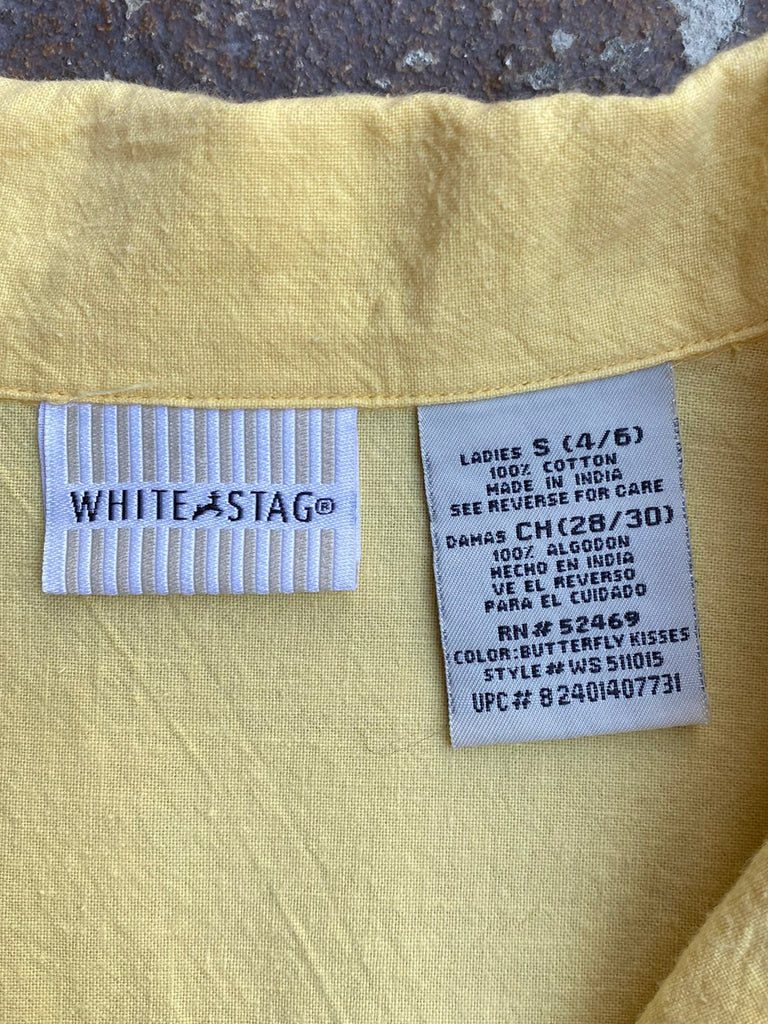 WHITE STAG®
LADIES S (4/6)
100% COTTON
MADE IN INDIA
SEE REVERSE FOR CARE
DAMAS CH (28/30)
100% ALGODON
HECHO EN INDIA
VE EL REVERSO
PARA EL CUIDADO
RN# 52469
COLOR:BUTTERFLY KISSES
STYLE# WS 511015
UPC# 82401407731